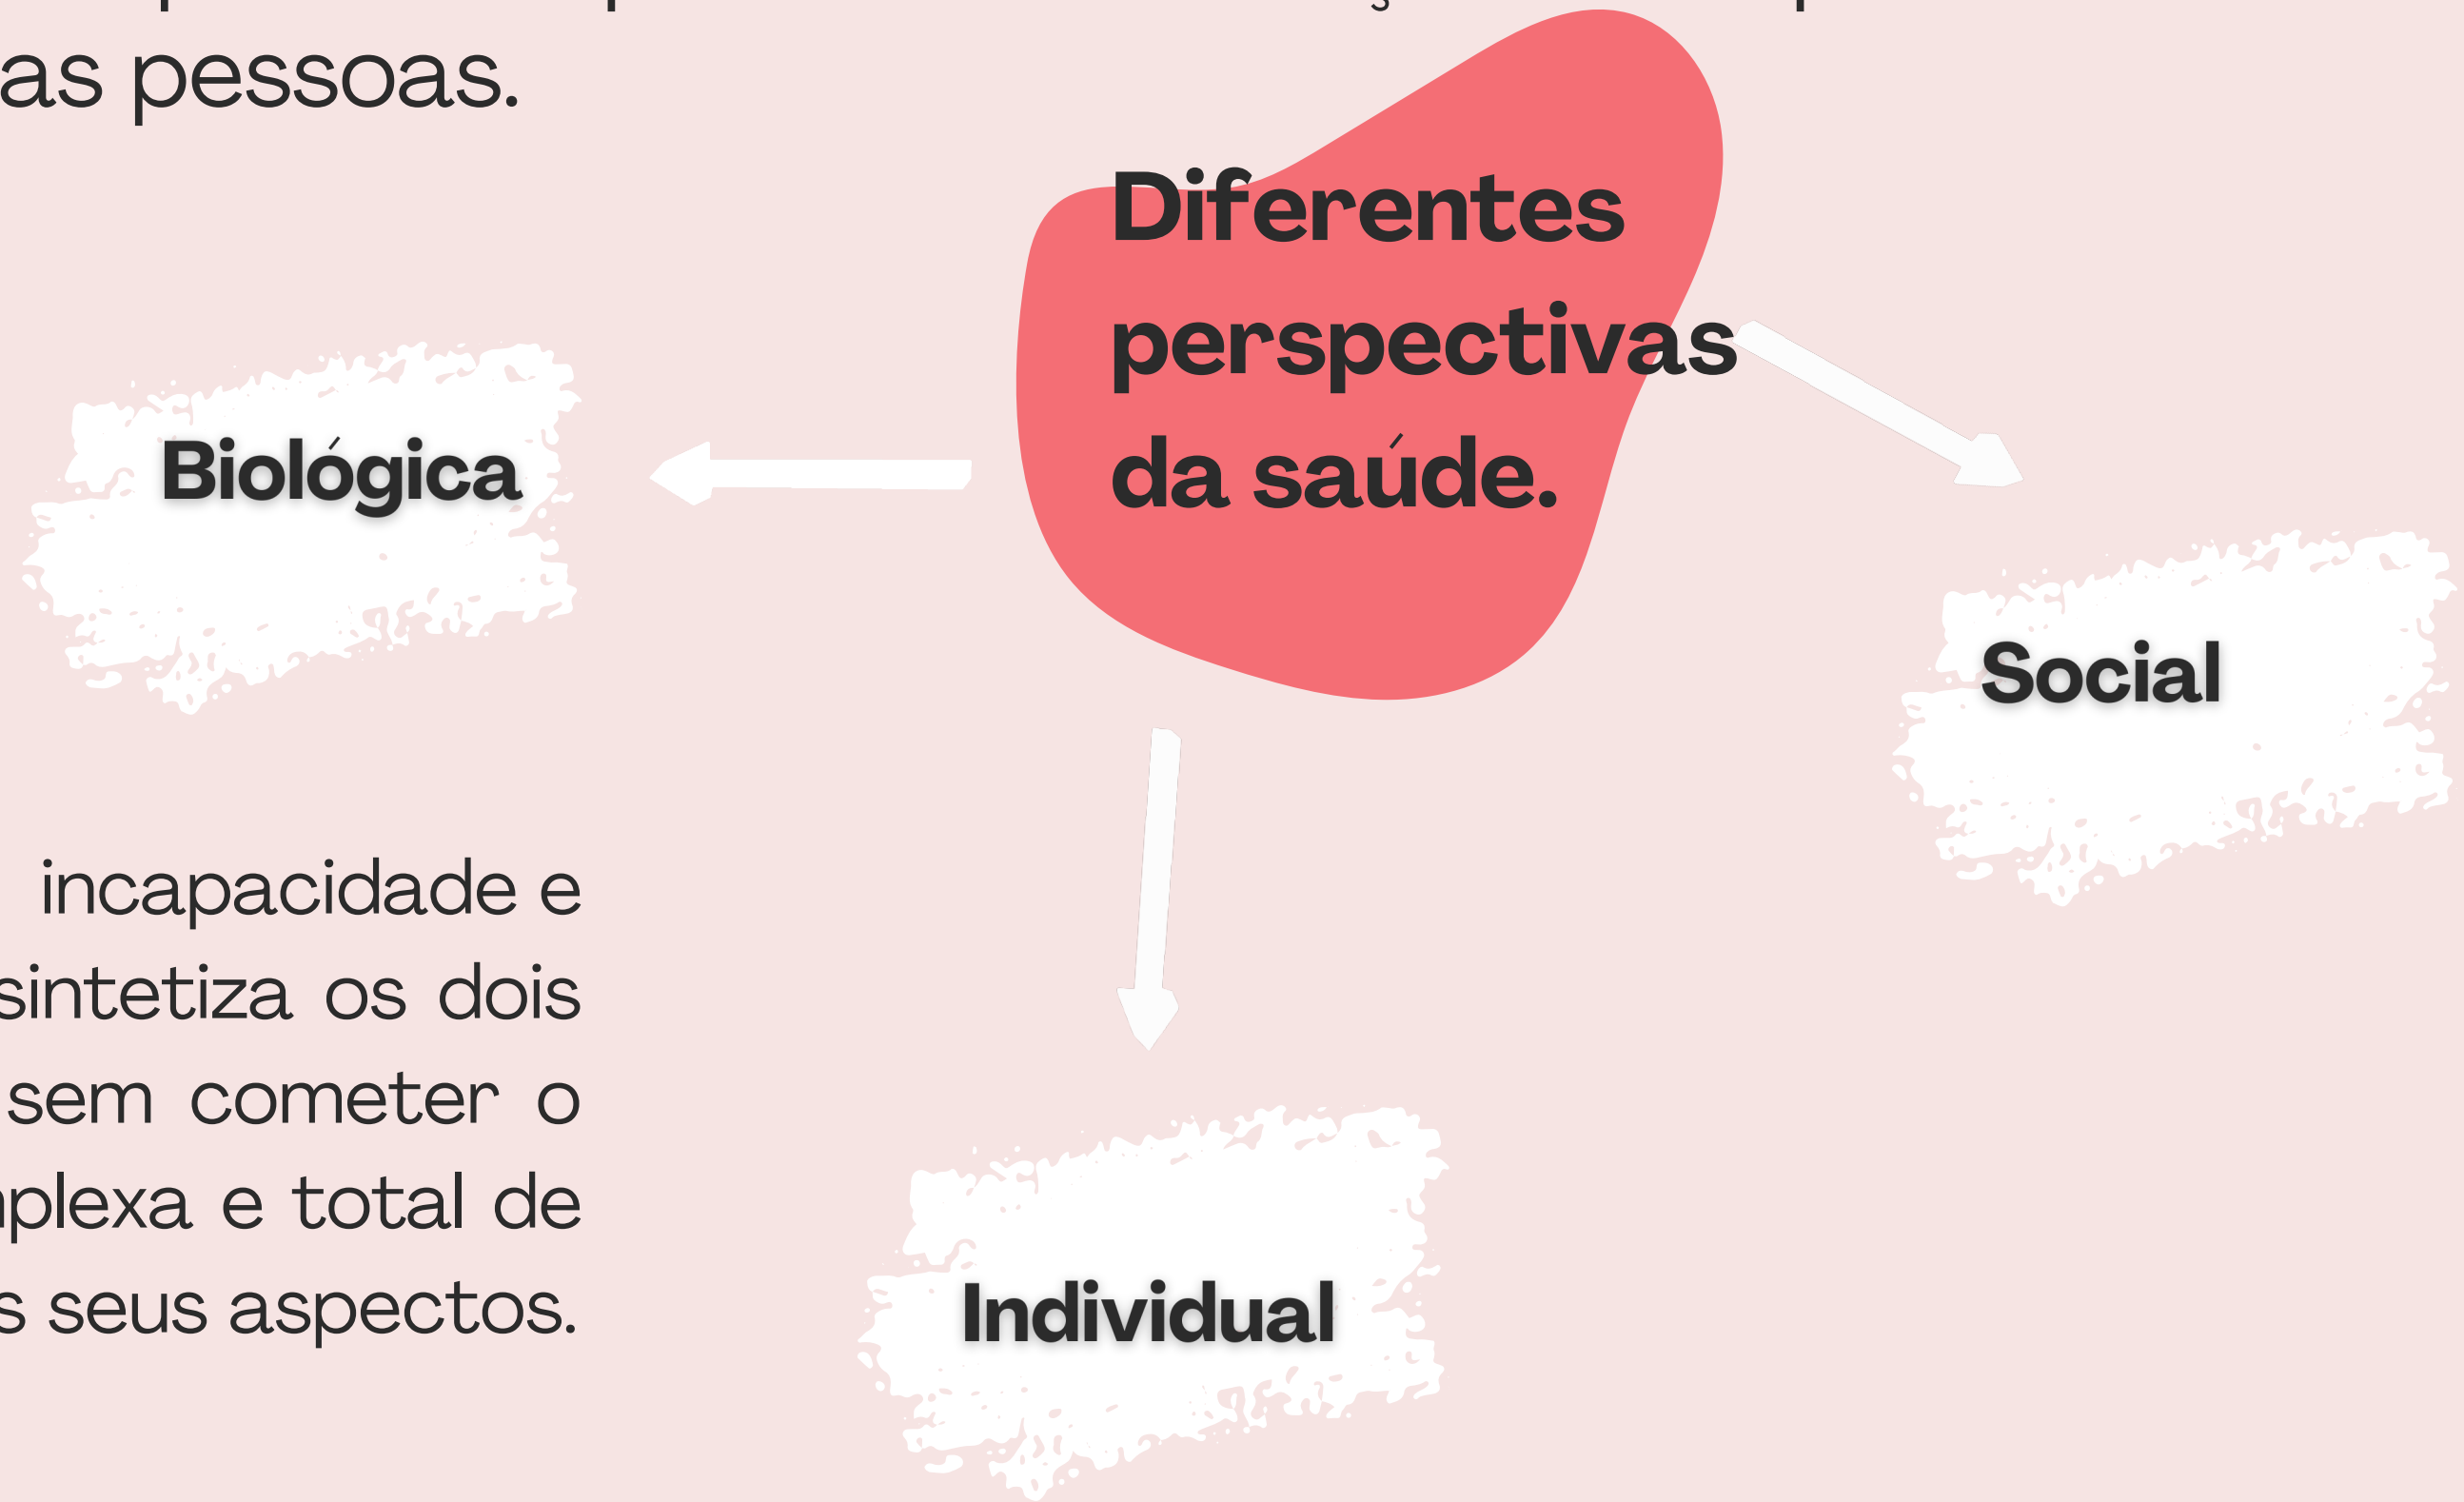 as pessoas.
Diferentes
perspectivas
da saúde.
Biológica
Social
incapacidade e
sintetiza os dois
sem cometer o
plexa e total de
seus aspectos.
Individual